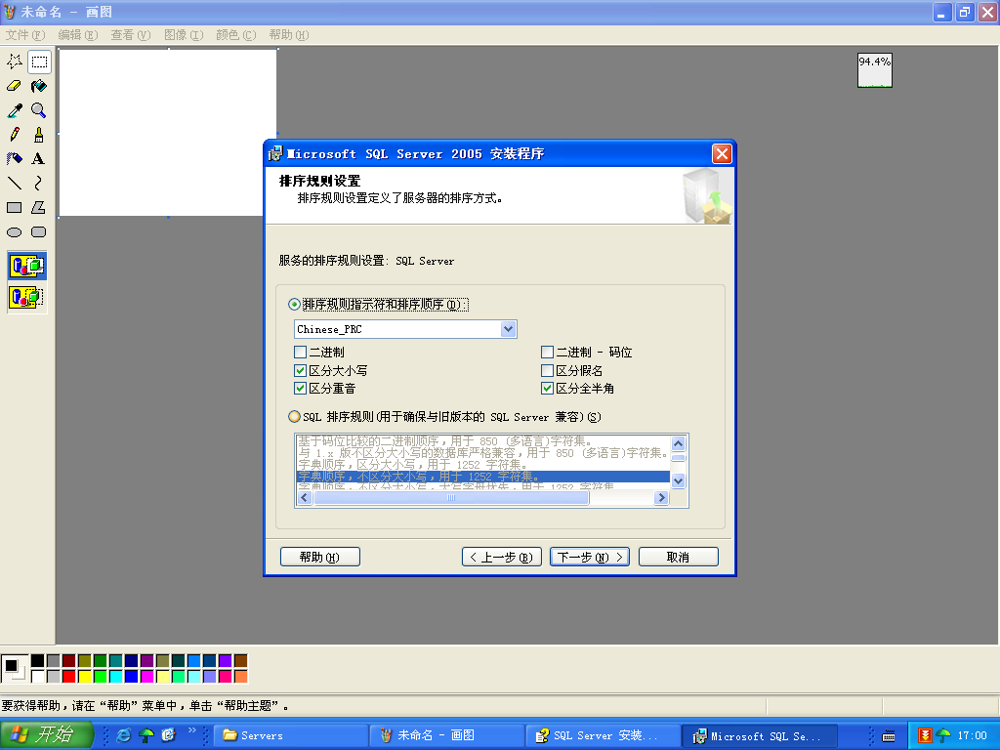 未命名 - 画图
文件(F) 编辑(E) 查看(V) 图像(I) 颜色(C) 帮助(H)
94.4%
Microsoft SQL Server 2005 安装程序
排序规则设置
排序规则设置定义了服务器的排序方式。
服务的排序规则设置: SQL Server
排序规则指示符和排序顺序(D):
Chinese_PRC
二进制 二进制 - 码位
区分大小写 区分假名
区分重音 区分全半角
SQL 排序规则(用于确保与旧版本的 SQL Server 兼容)(S)
基于码位比较的二进制顺序,用于 850 (多语言)字符集。
与 1.x 版不区分大小写的数据库严格兼容,用于 850 (多语言)字符集。
字典顺序,区分大小写,用于 1252 字符集。
字典顺序,不区分大小写,用于 1252 字符集。
字典顺序,不区分大小写,大写字母优先,用于 1252 字符集
帮助(H) < 上一步(B) 下一步(N) > 取消
A
要获得帮助,请在“帮助”菜单中,单击“帮助主题”。
开始 Servers 未命名 - 画图 SQL Server 安装... Microsoft SQL Se... 17:00